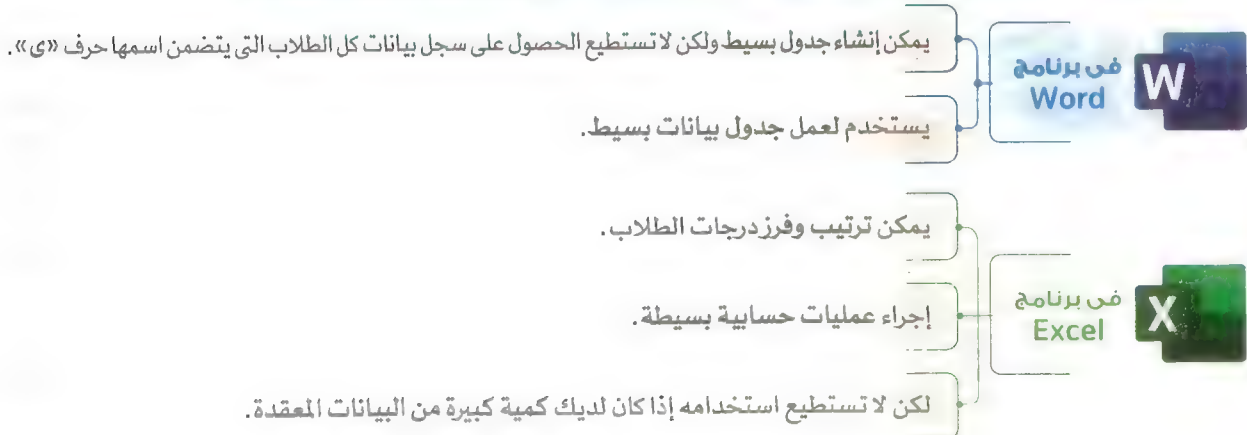 يمكن إنشاء جدول بسيط ولكن لا تستطيع الحصول على سجل بيانات كل الطلاب التى يتضمن اسمها حرف «ى».
فى برنامج
Word
W
يستخدم لعمل جدول بيانات بسيط.
يمكن ترتيب وفرز درجات الطلاب.
فى برنامج
Excel
X
إجراء عمليات حسابية بسيطة.
لكن لا تستطيع استخدامه إذا كان لديك كمية كبيرة من البيانات المعقدة.